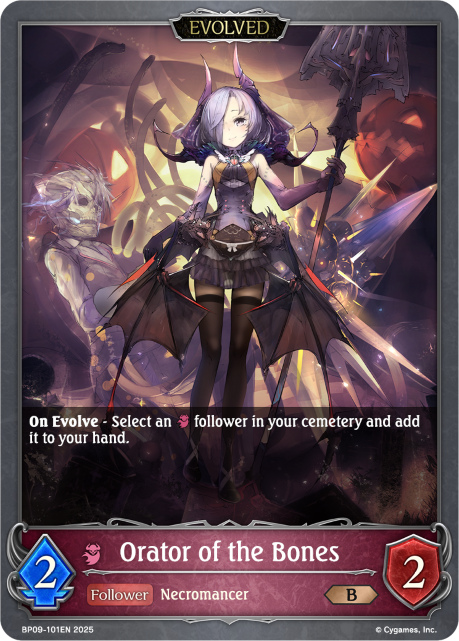 EVOLVED
On Evolve - Select an follower in your cemetery and add
it to your hand.
Orator of the Bones
2
Follower Necromancer
B
2
BP09-101EN 2025
© Cygames, Inc.